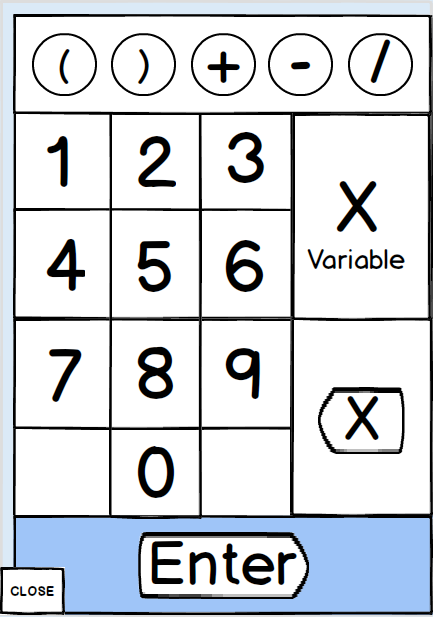 ( ) + - /
1 2 3
X
Variable
4 5 6
7 8 9
X
0
Enter
CLOSE